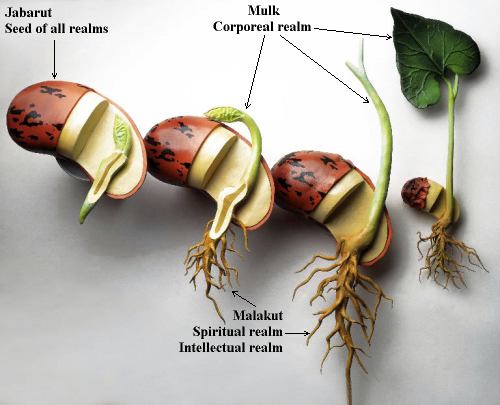 Jabarut
Seed of all realms
Mulk
Corporeal realm
Malakut
Spiritual realm
Intellectual realm